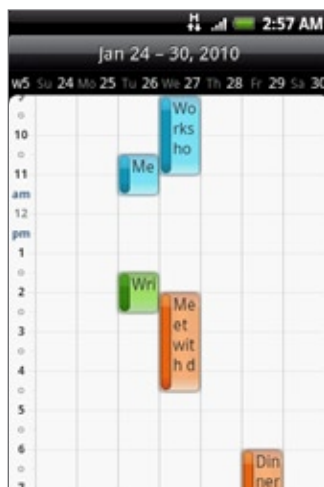 H 2:57 AM
Jan 24 – 30, 2010
w5 Su 24 Mo 25 Tu 26 We 27 Th 28 Fr 29 Sa 30
Wo
10
rks
ho
11
Me
am
12
pm
1
2
Wri
Me
3
et
wit
4
h d
5
6
Din
ner